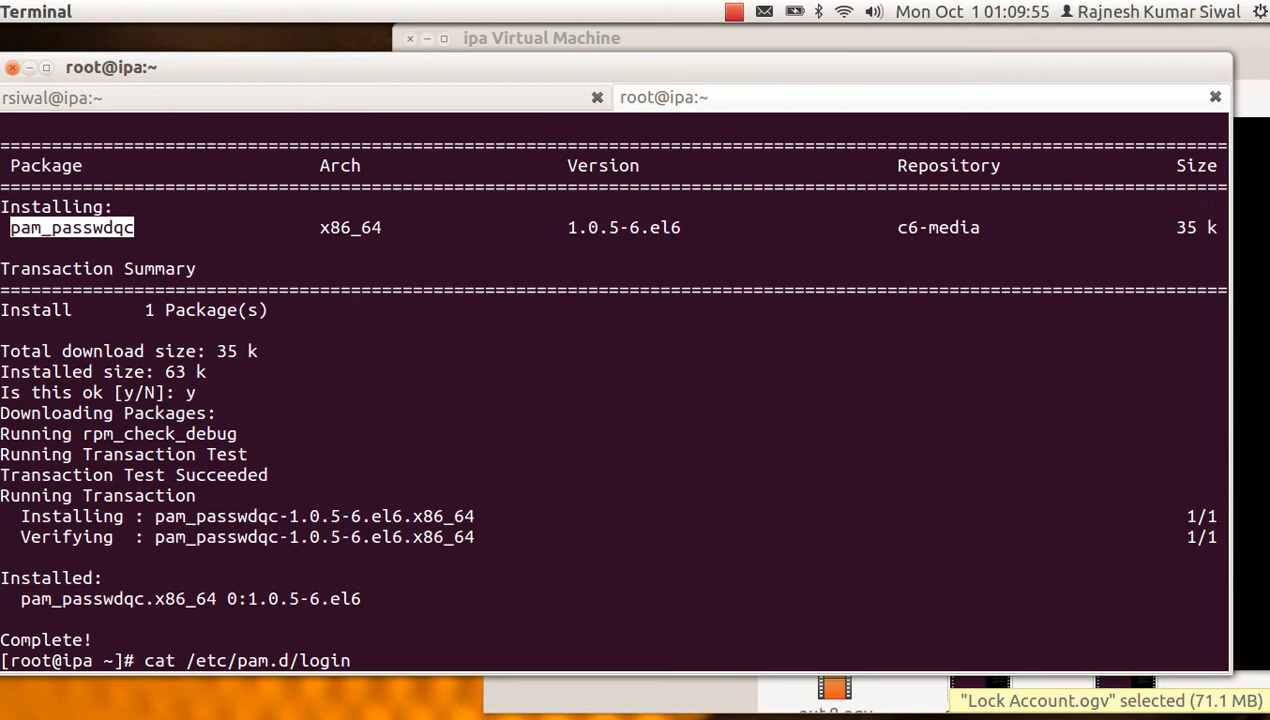 Terminal
Mon Oct 1 01:09:55
Rajnesh Kumar Siwal
ipa Virtual Machine
root@ipa:~
rsiwal@ipa:~
root@ipa:~
================================================================================
Package Arch Version Repository Size
================================================================================
Installing:
pam_passwdqc x86_64 1.0.5-6.el6 c6-media 35 k
Transaction Summary
================================================================================
Install 1 Package(s)
Total download size: 35 k
Installed size: 63 k
Is this ok [y/N]: y
Downloading Packages:
Running rpm_check_debug
Running Transaction Test
Transaction Test Succeeded
Running Transaction
Installing : pam_passwdqc-1.0.5-6.el6.x86_64 1/1
Verifying : pam_passwdqc-1.0.5-6.el6.x86_64 1/1
Installed:
pam_passwdqc.x86_64 0:1.0.5-6.el6
Complete!
[root@ipa ~]# cat /etc/pam.d/login
"Lock Account.ogv" selected (71.1 MB)